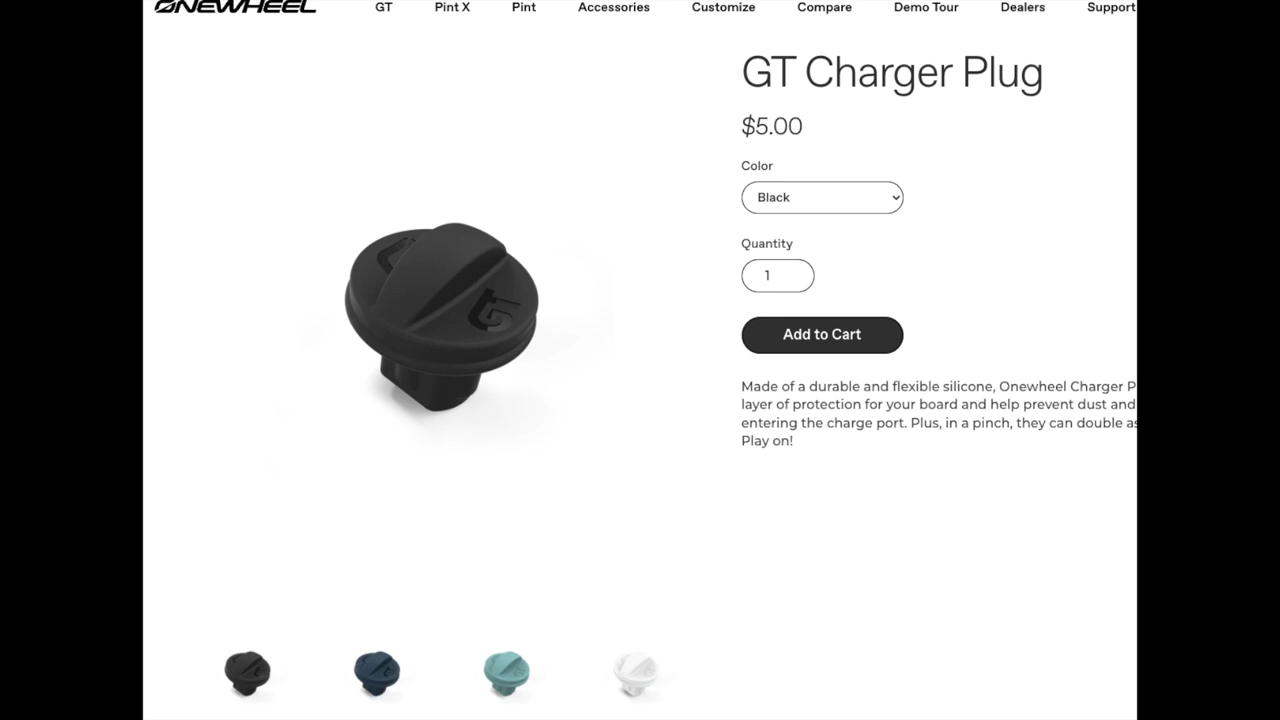 ONEWHEEL
GT Pint X Pint Accessories Customize Compare Demo Tour Dealers Support
GT Charger Plug
$5.00
Color
Black
Quantity
1
Add to Cart
Made of a durable and flexible silicone, Onewheel Charger P
layer of protection for your board and help prevent dust and
entering the charge port. Plus, in a pinch, they can double as
Play on!
GT